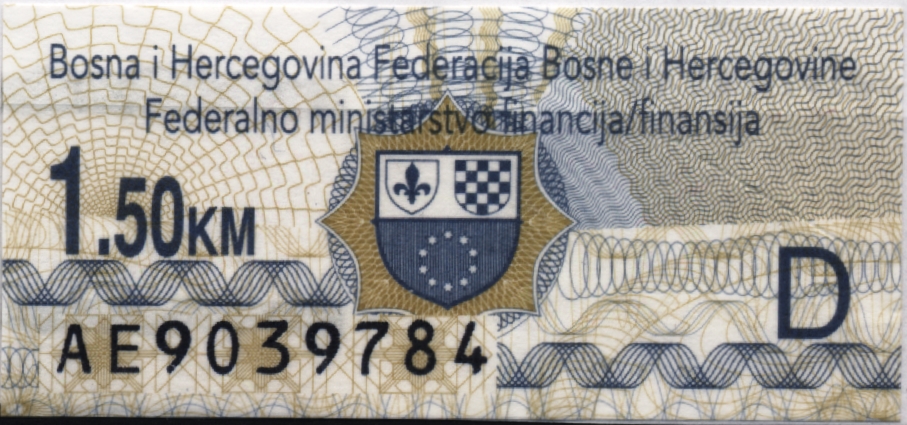 Bosna i Hercegovina Federacija Bosne i Hercegovine
Federalno ministarstvo financija/finansija
1.50KM
D
AE9039784